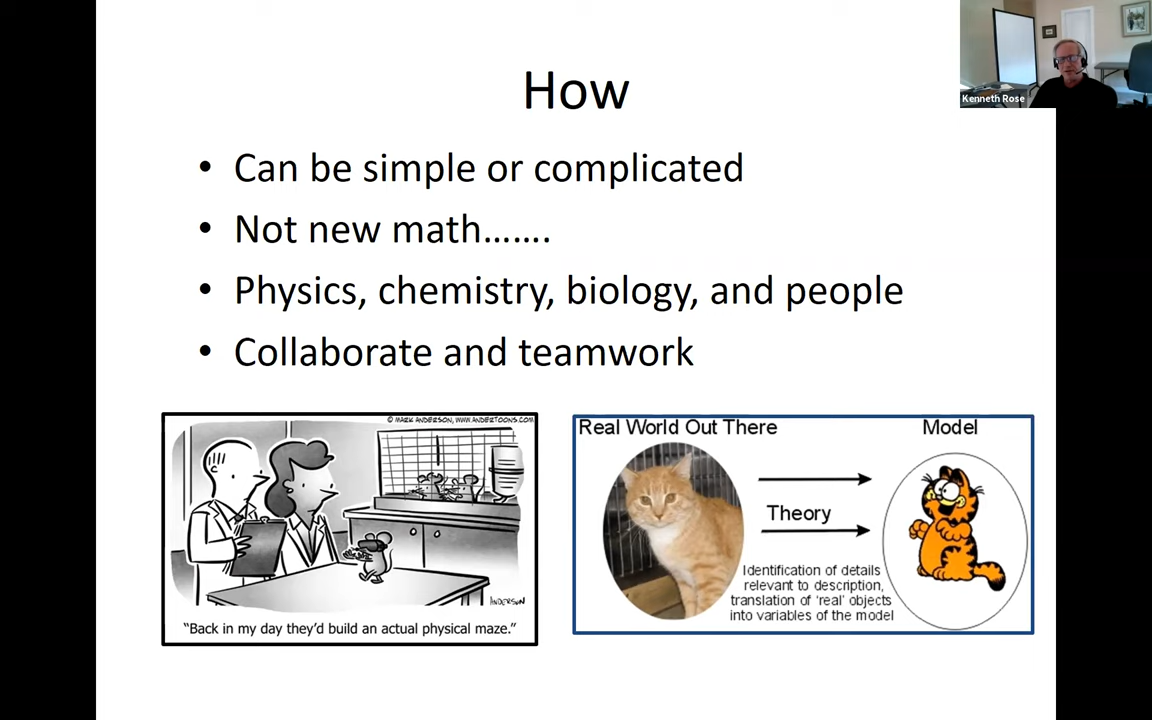 How
Kenneth Rose
• Can be simple or complicated
• Not new math…….
• Physics, chemistry, biology, and people
• Collaborate and teamwork
© MARK ANDERSON, WWW.ANDERTOONS.COM
ANDERSON
“Back in my day they’d build an actual physical maze.”
Real World Out There
Model
Theory
Identification of details
relevant to description,
translation of ‘real’ objects
into variables of the model